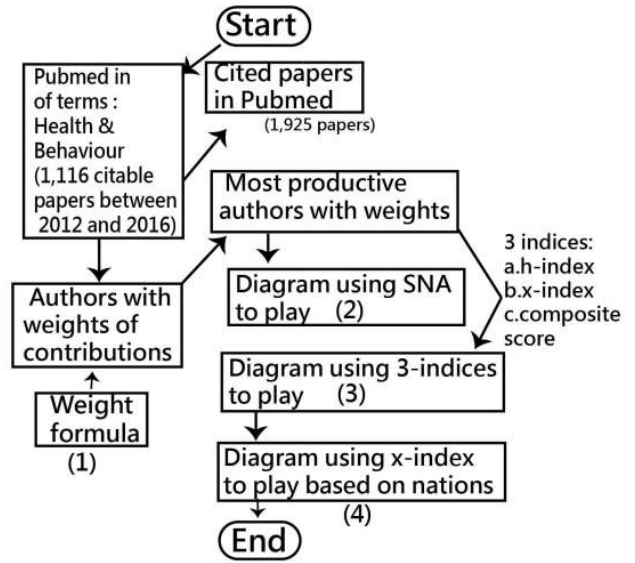 Start
Pubmed in
of terms :
Health &
Behaviour
(1,116 citable
papers between
2012 and 2016)
Cited papers
in Pubmed
(1,925 papers)
Most productive
authors with weights
3 indices:
a.h-index
b.x-index
c.composite
score
Authors with
weights of
contributions
Diagram using SNA
to play (2)
Diagram using 3-indices
to play (3)
Weight
formula
(1)
Diagram using x-index
to play based on nations
(4)
End